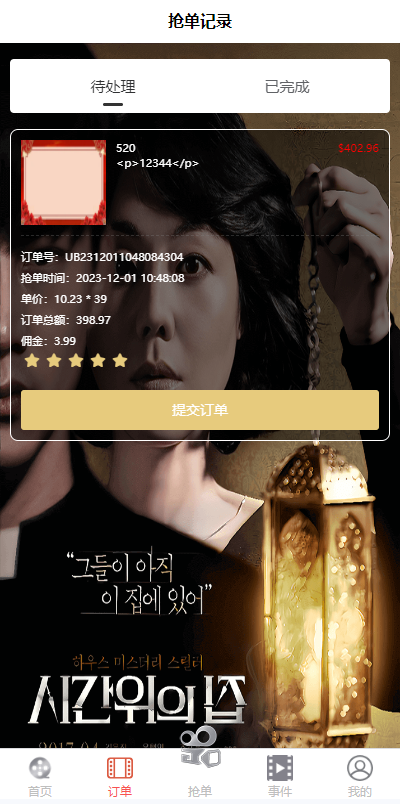 抢单记录
待处理
已完成
520
$402.96
<p>12344</p>
订单号：UB2312011048084304
抢单时间：2023-12-01 10:48:08
单价：10.23 * 39
订单总额：398.97
佣金：3.99
提交订单
“그들이 아직
이 집에 있어”
하우스 미스터리 스릴러
시간위의 집
2017.04
首页
订单
抢单
事件
我的